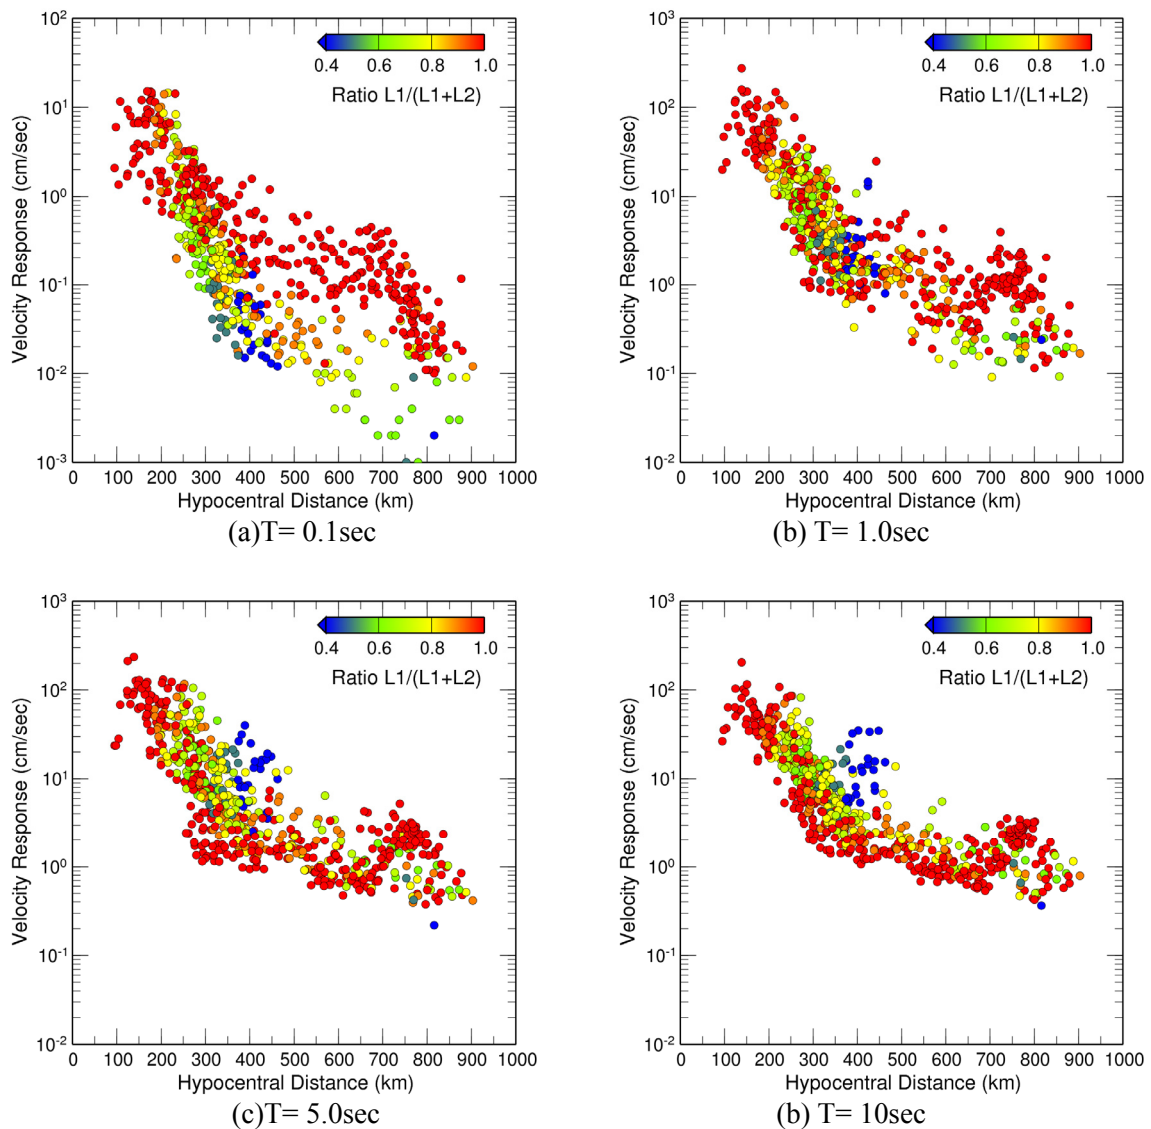 10² 10¹ 10⁰ 10⁻¹ 10⁻² 10⁻³
Velocity Response (cm/sec)
0.4 0.6 0.8 1.0
Ratio L1/(L1+L2)
0 100 200 300 400 500 600 700 800 900 1000
Hypocentral Distance (km)
(a)T= 0.1sec
10³ 10² 10¹ 10⁰ 10⁻¹ 10⁻²
Velocity Response (cm/sec)
0.4 0.6 0.8 1.0
Ratio L1/(L1+L2)
0 100 200 300 400 500 600 700 800 900 1000
Hypocentral Distance (km)
(b) T= 1.0sec
10³ 10² 10¹ 10⁰ 10⁻¹ 10⁻²
Velocity Response (cm/sec)
0.4 0.6 0.8 1.0
Ratio L1/(L1+L2)
0 100 200 300 400 500 600 700 800 900 1000
Hypocentral Distance (km)
(c)T= 5.0sec
10³ 10² 10¹ 10⁰ 10⁻¹ 10⁻²
Velocity Response (cm/sec)
0.4 0.6 0.8 1.0
Ratio L1/(L1+L2)
0 100 200 300 400 500 600 700 800 900 1000
Hypocentral Distance (km)
(b) T= 10sec